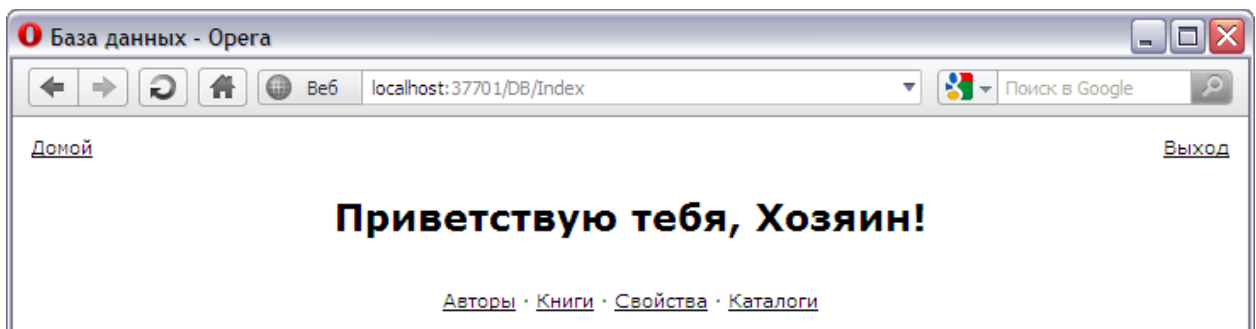 База данных - Opera
Веб localhost:37701/DB/Index Поиск в Google
Домой Выход
Приветствую тебя, Хозяин!
Авторы · Книги · Свойства · Каталоги